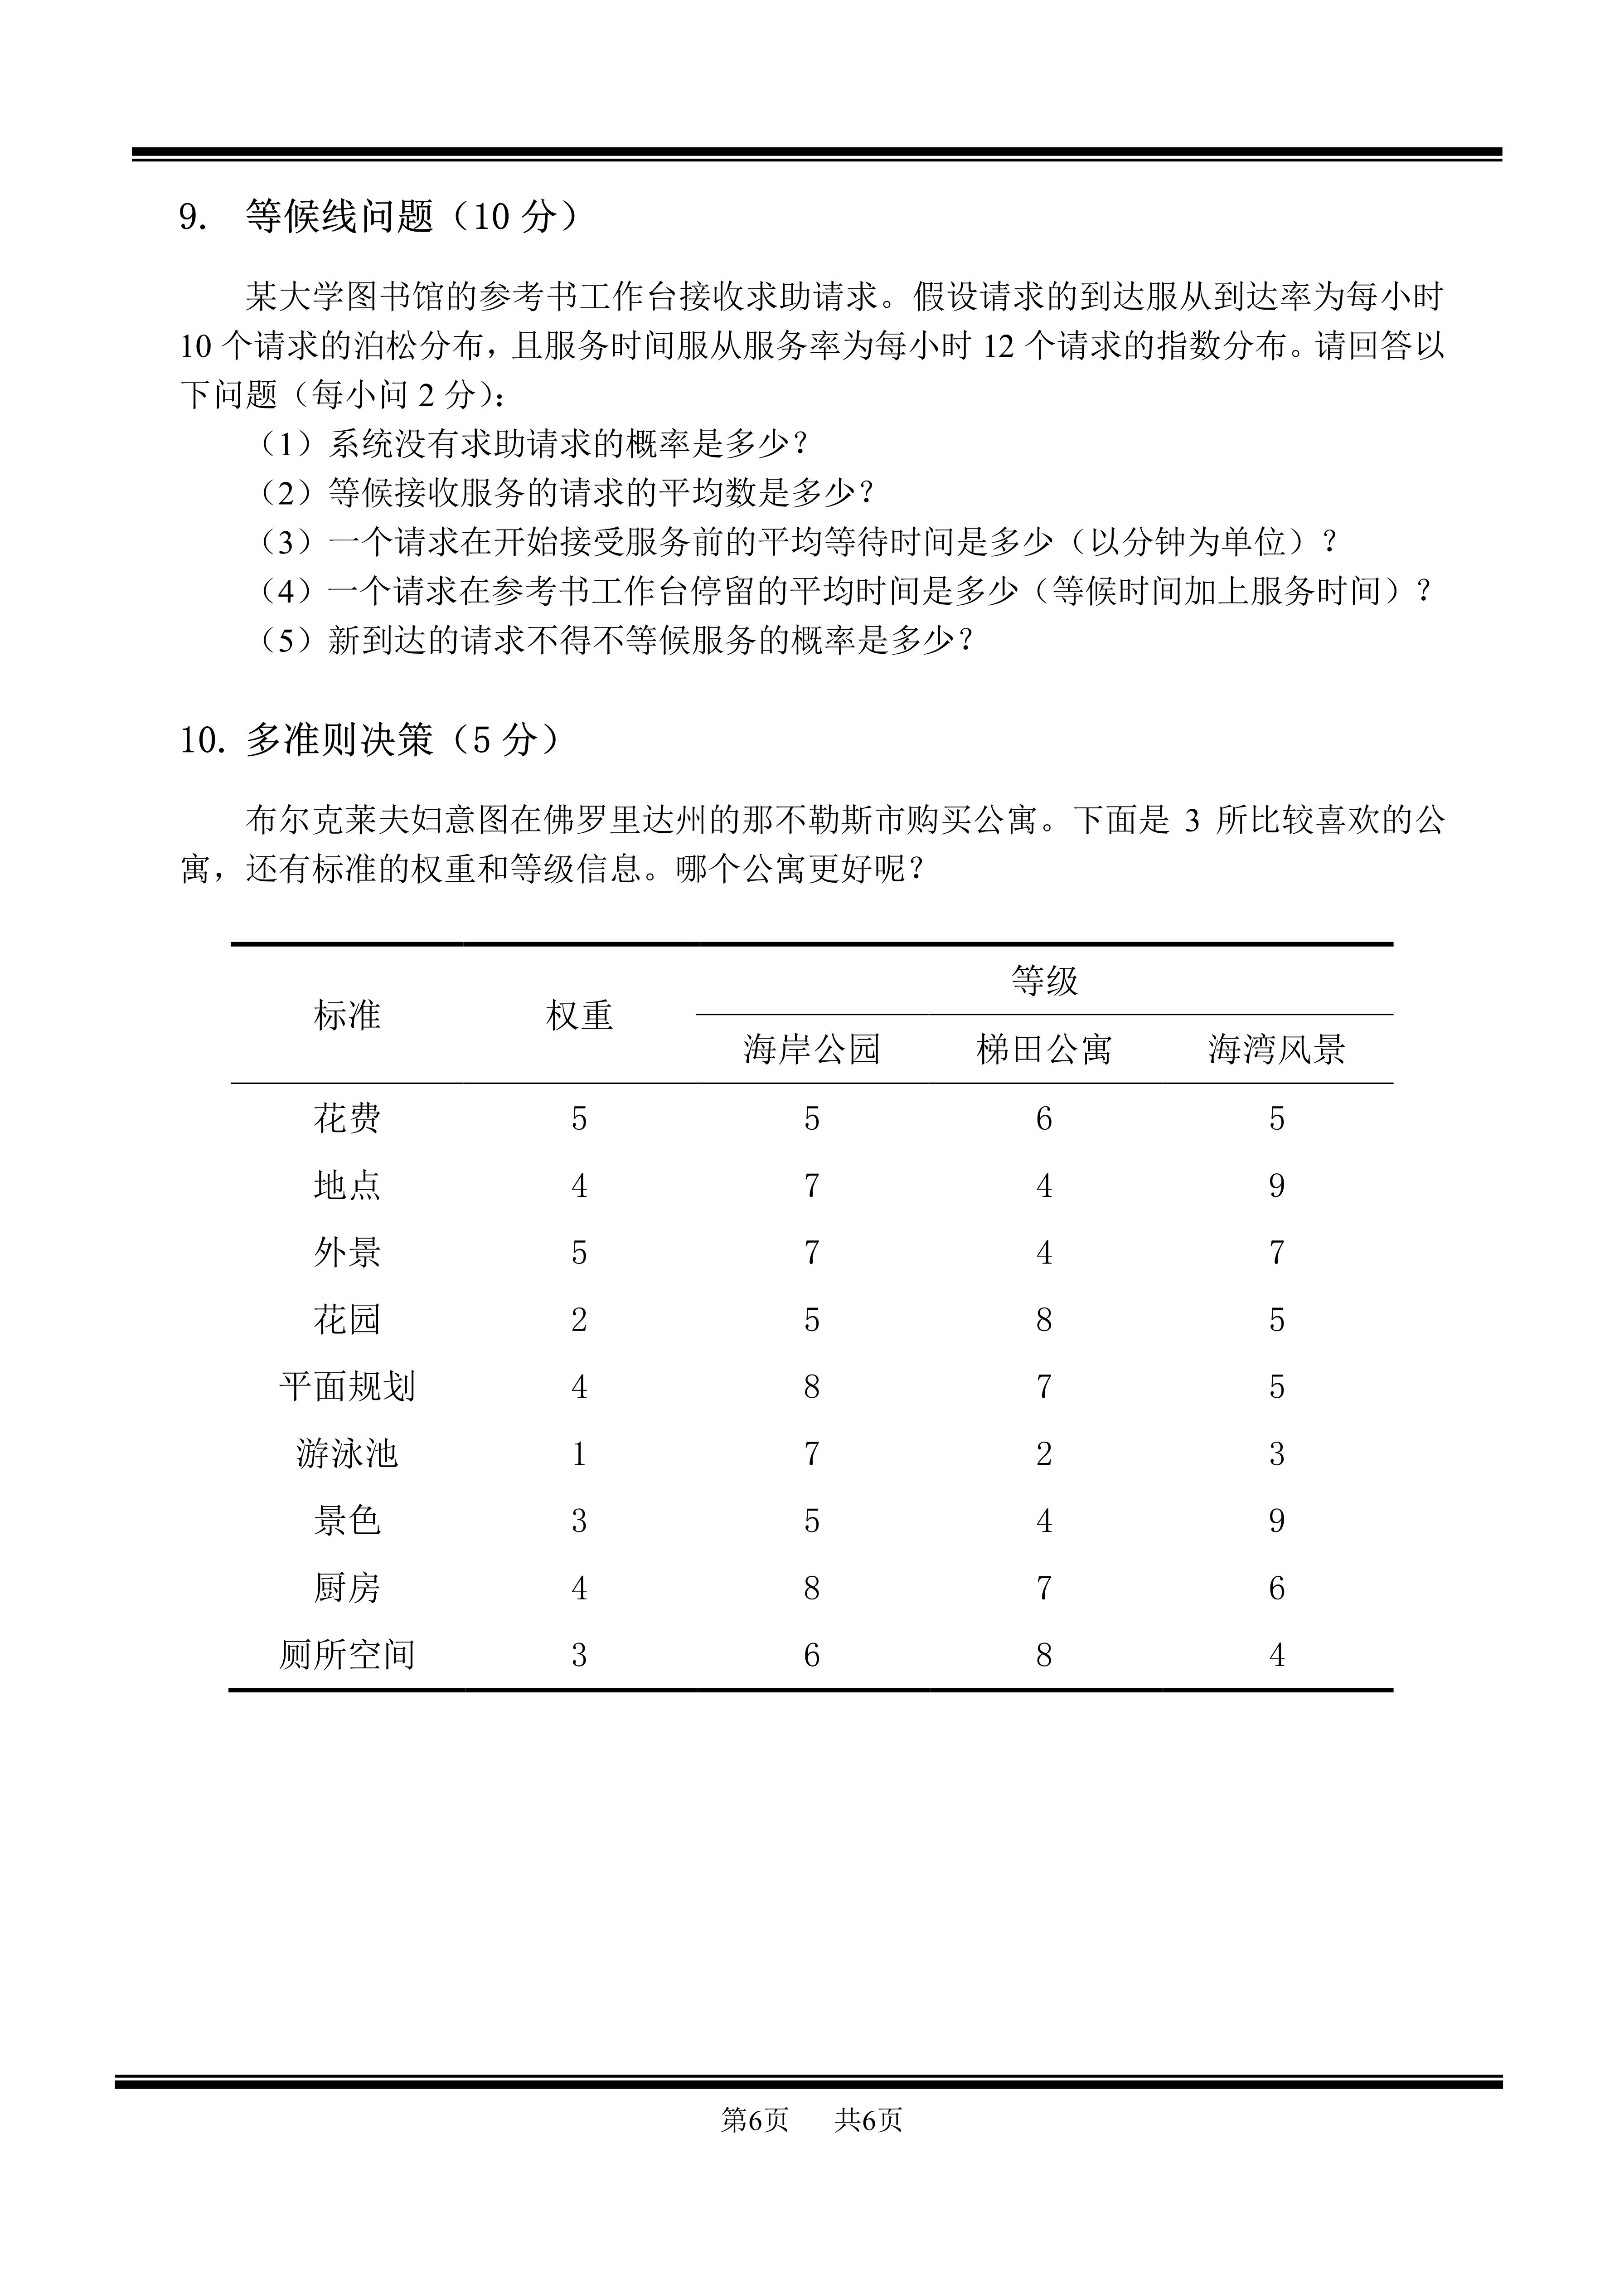 9. 等候线问题（10 分）
某大学图书馆的参考书工作台接收求助请求。假设请求的到达服从到达率为每小时
10 个请求的泊松分布，且服务时间服从服务率为每小时 12 个请求的指数分布。请回答以
下问题（每小问 2 分）：
（1）系统没有求助请求的概率是多少？
（2）等候接收服务的请求的平均数是多少？
（3）一个请求在开始接受服务前的平均等待时间是多少（以分钟为单位）？
（4）一个请求在参考书工作台停留的平均时间是多少（等候时间加上服务时间）？
（5）新到达的请求不得不等候服务的概率是多少？
10. 多准则决策（5 分）
布尔克莱夫妇意图在佛罗里达州的那不勒斯市购买公寓。下面是 3 所比较喜欢的公
寓，还有标准的权重和等级信息。哪个公寓更好呢？
标准 权重 等级
海岸公园 梯田公寓 海湾风景
花费 5 5 6 5
地点 4 7 4 9
外景 5 7 4 7
花园 2 5 8 5
平面规划 4 8 7 5
游泳池 1 7 2 3
景色 3 5 4 9
厨房 4 8 7 6
厕所空间 3 6 8 4
第6页 共6页